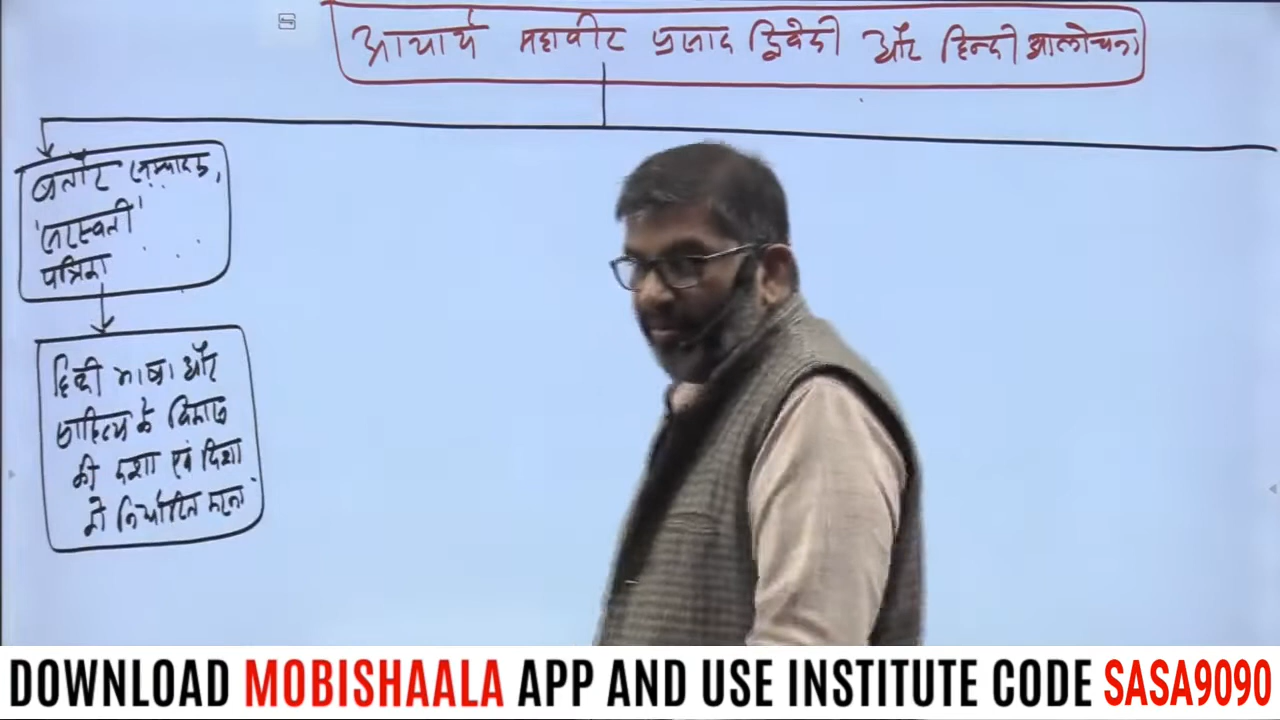 आचार्य महावीर प्रसाद द्विवेदी और हिन्दी आलोचना
बतौर सम्पादक,
'सरस्वती'
पत्रिका
हिंदी भाषा और
साहित्य के विकास
की दशा एवं दिशा
को निर्धारित करना
DOWNLOAD MOBISHAALA APP AND USE INSTITUTE CODE SASA9090